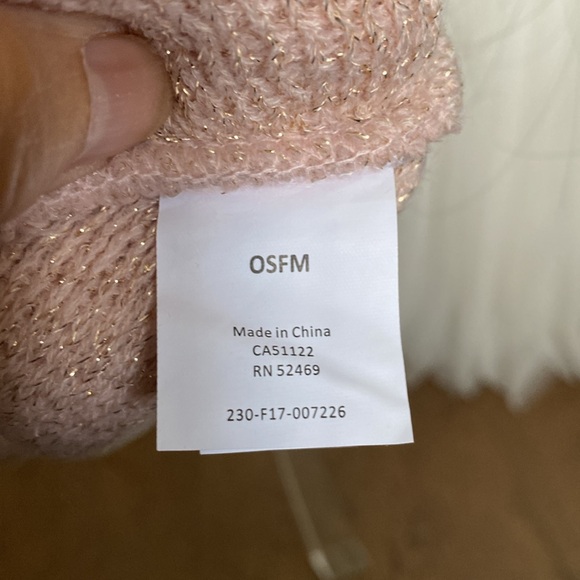 OSFM
Made in China
CA51122
RN 52469
230-F17-007226